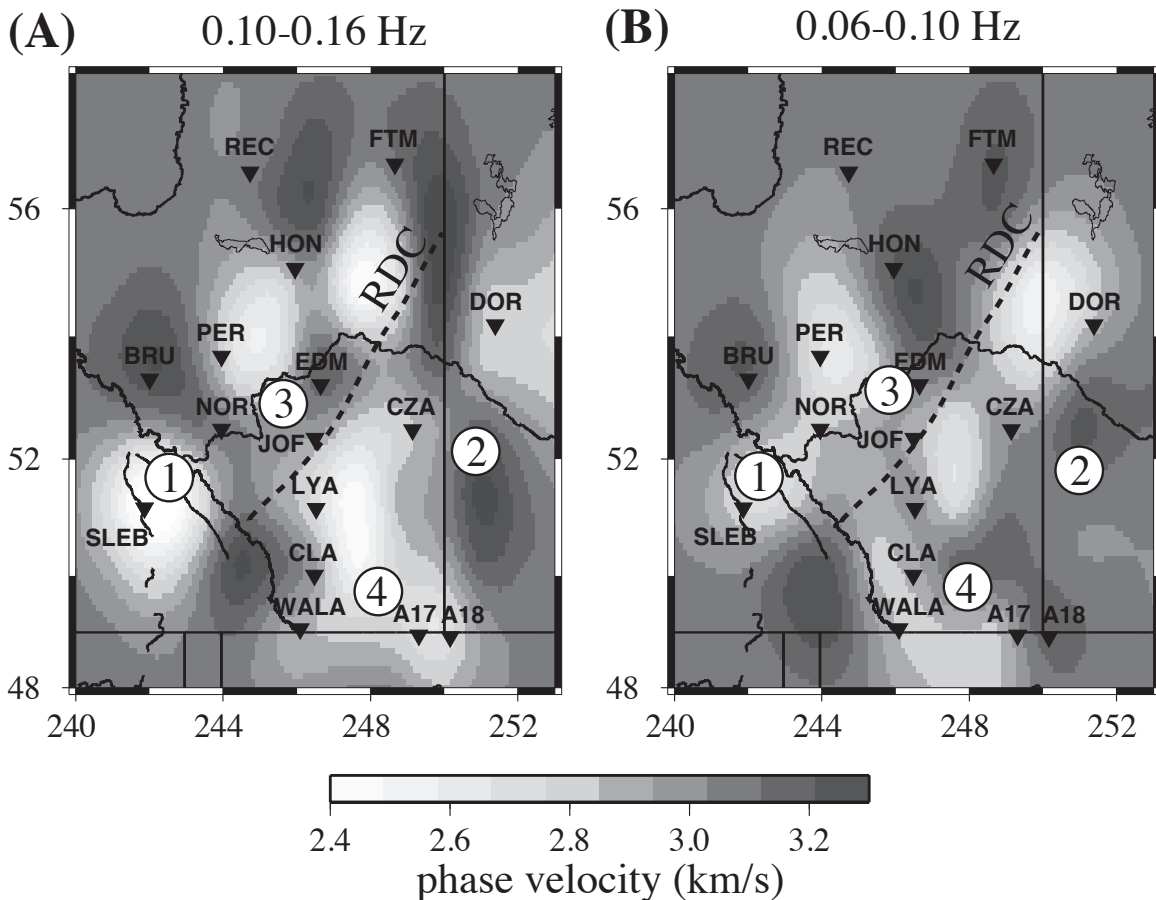 (A) 0.10-0.16 Hz
REC
FTM
56
HON
RDC
DOR
PER
BRU
EDM
3
NOR
CZA
JOF
52
2
1
LYA
SLEB
CLA
4
WALA
A17 A18
48
240 244 248 252
(B) 0.06-0.10 Hz
REC
FTM
56
HON
RDC
DOR
PER
BRU
EDM
3
NOR
CZA
JOF
52
2
1
LYA
SLEB
CLA
4
WALA
A17 A18
48
240 244 248 252
2.4 2.6 2.8 3.0 3.2
phase velocity (km/s)